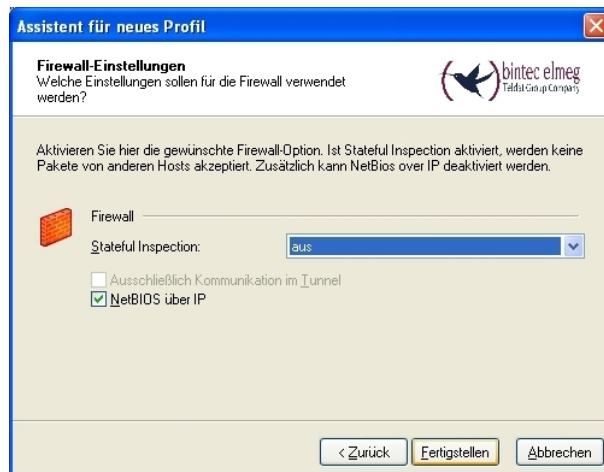 Assistent für neues Profil
Firewall-Einstellungen
Welche Einstellungen sollen für die Firewall verwendet
werden?
bintec elmeg
Teldat Group Company
Aktivieren Sie hier die gewünschte Firewall-Option. Ist Stateful Inspection aktiviert, werden keine
Pakete von anderen Hosts akzeptiert. Zusätzlich kann NetBios over IP deaktiviert werden.
Firewall
Stateful Inspection:
aus
Ausschließlich Kommunikation im Tunnel
NetBIOS über IP
< Zurück
Fertigstellen
Abbrechen